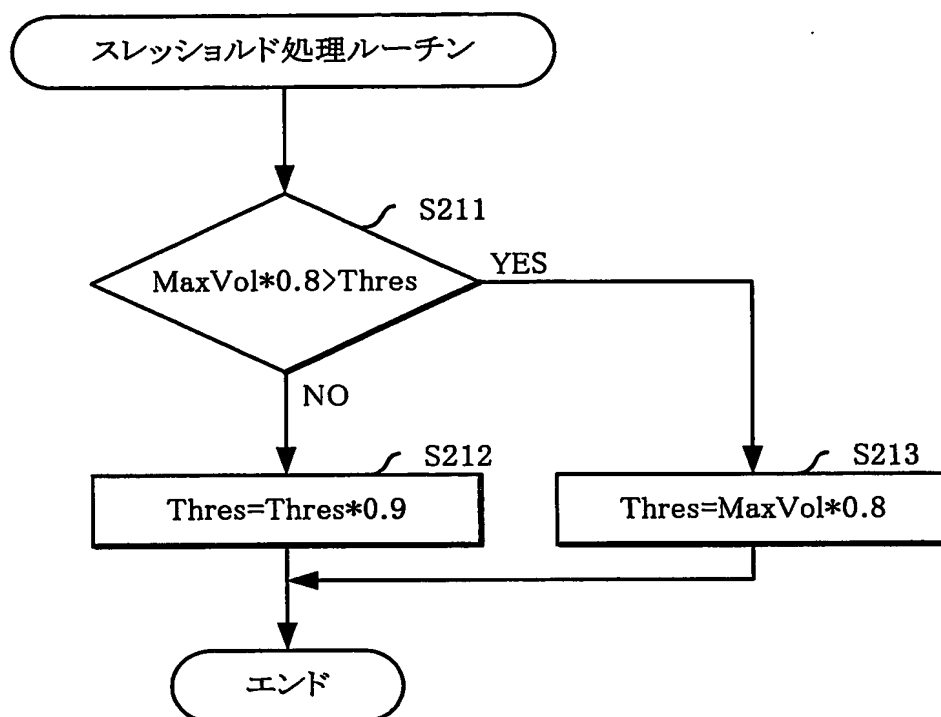 スレッショルド処理ルーチン
S211
MaxVol*0.8>Thres
YES
NO
S212
S213
Thres=Thres*0.9
Thres=MaxVol*0.8
エンド